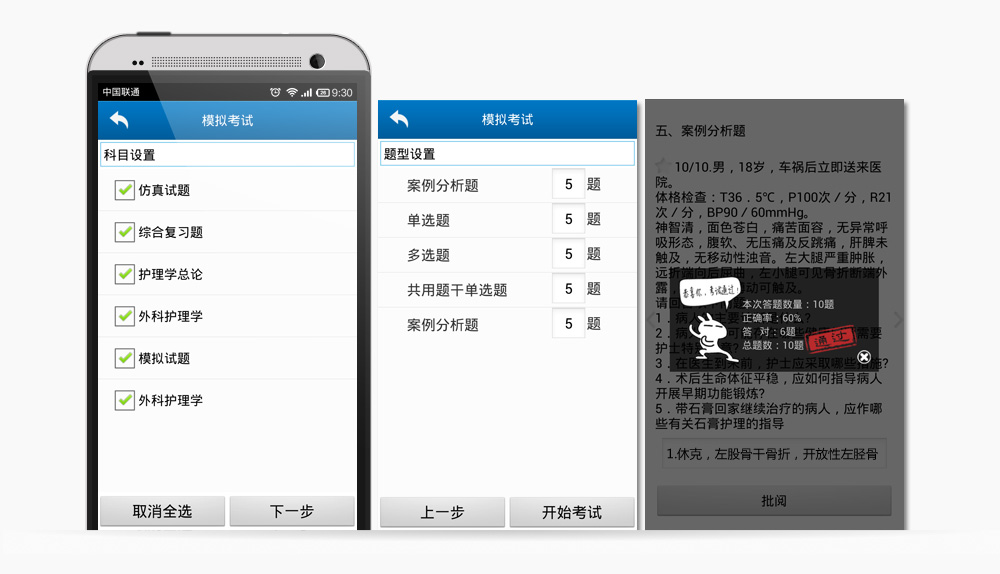 中国联通
20
9:30
模拟考试
科目设置
仿真试题
综合复习题
护理学总论
外科护理学
模拟试题
外科护理学
取消全选
下一步
模拟考试
题型设置
案例分析题 5 题
单选题 5 题
多选题 5 题
共用题干单选题 5 题
案例分析题 5 题
上一步
开始考试
五、案例分析题
10/10.男，18岁，车祸后立即送来医
院。
体格检查：T36．5℃，P100次／分，R21
次／分，BP90／60mmHg。
神智清，面色苍白，痛苦面容，无异常呼
吸形态，腹软、无压痛及反跳痛，肝脾未
触及，无移动性浊音。左大腿严重肿胀，
远折端向后屈曲，左小腿可见骨折断端外
露，
动可触及。
请回
1．病人
2．病
需要
护士特
3．在医生到来前，护士应采取哪些措施?
4．术后生命体征平稳，应如何指导病人
开展早期功能锻炼?
5．带石膏回家继续治疗的病人，应作哪
些有关石膏护理的指导
恭喜你，考试通过！
本次答题数量：10题
正确率：60%
答 对：6题
总题数：10题
通过
1.休克，左股骨干骨折，开放性左胫骨
批阅